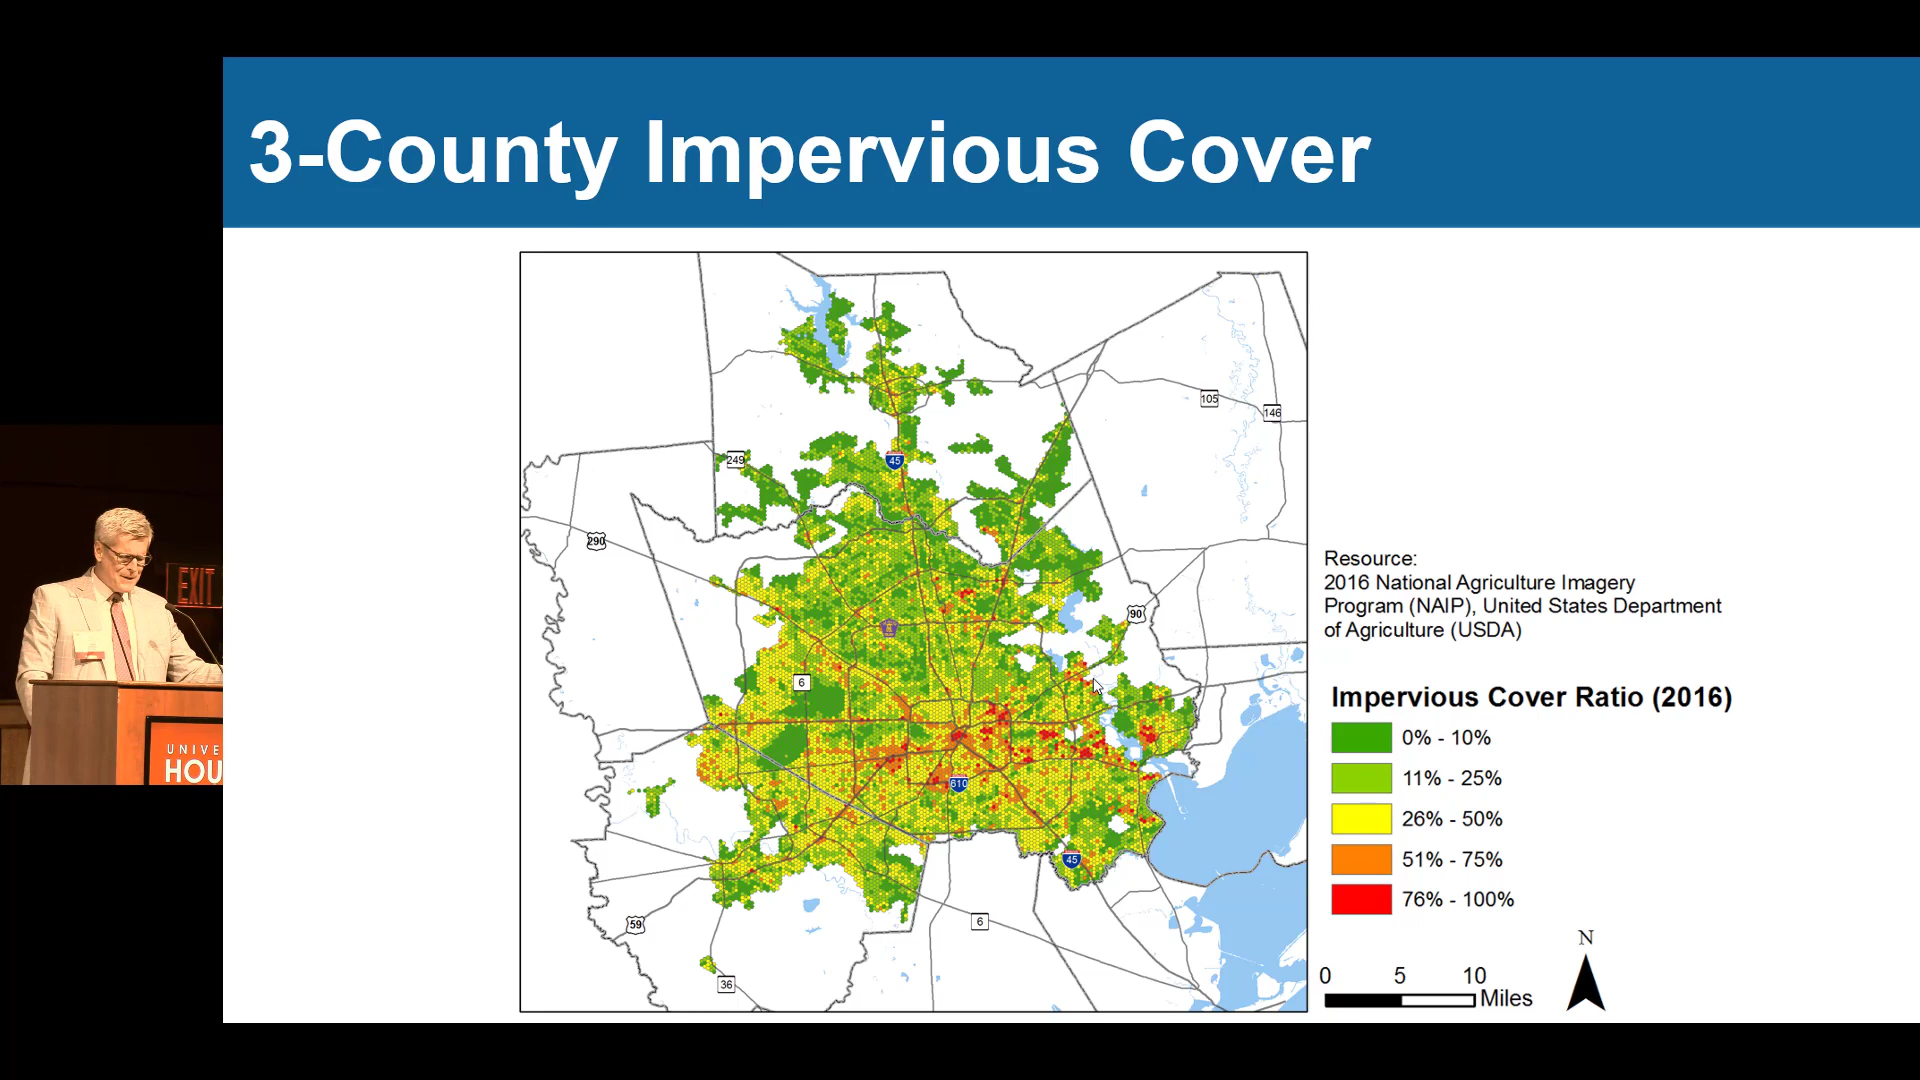 3-County Impervious Cover
105
146
249
45
290
90
6
610
45
59
6
36
EXIT
UNIVE
HOU
Resource:
2016 National Agriculture Imagery
Program (NAIP), United States Department
of Agriculture (USDA)
Impervious Cover Ratio (2016)
0% - 10%
11% - 25%
26% - 50%
51% - 75%
76% - 100%
N
0 5 10
Miles